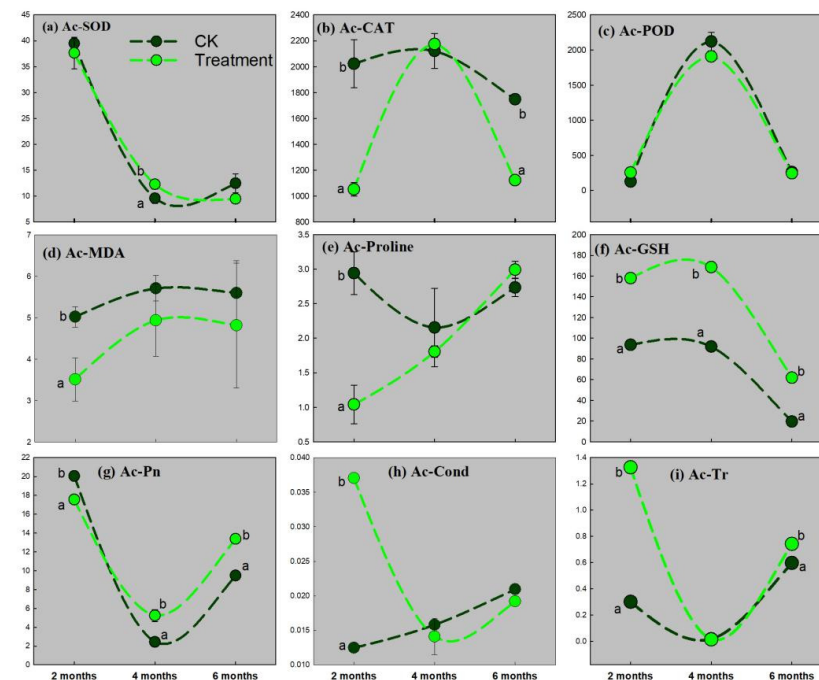 (a) Ac-SOD
CK
Treatment
45
40
35
30
25
20
15
10
5
b
a
(b) Ac-CAT
2400
2200
2000
1800
1600
1400
1200
1000
800
b
a
b
a
(c) Ac-POD
2500
2000
1500
1000
500
0
(d) Ac-MDA
7
6
5
4
3
2
b
a
(e) Ac-Proline
3.5
3.0
2.5
2.0
1.5
1.0
0.5
b
a
(f) Ac-GSH
200
180
160
140
120
100
80
60
40
20
0
b
b
a
a
b
a
(g) Ac-Pn
22
20
18
16
14
12
10
8
6
4
2
0
b
a
b
a
b
a
2 months 4 months 6 months
(h) Ac-Cond
0.040
0.035
0.030
0.025
0.020
0.015
0.010
b
a
2 months 4 months 6 months
(i) Ac-Tr
1.4
1.2
1.0
0.8
0.6
0.4
0.2
0.0
b
a
b
a
2 months 4 months 6 months